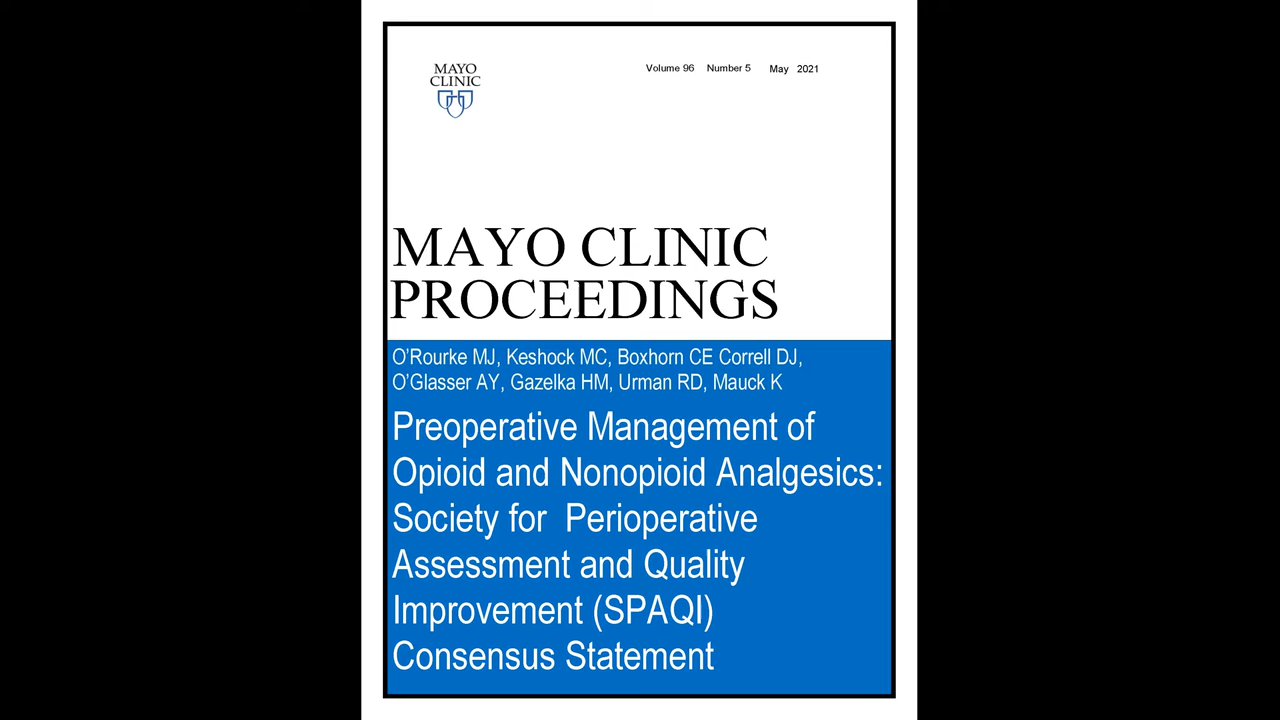 MAYO
CLINIC
Volume 96 Number 5 May 2021
MAYO CLINIC
PROCEEDINGS
O'Rourke MJ, Keshock MC, Boxhorn CE Correll DJ,
O'Glasser AY, Gazelka HM, Urman RD, Mauck K
Preoperative Management of
Opioid and Nonopioid Analgesics:
Society for Perioperative
Assessment and Quality
Improvement (SPAQI)
Consensus Statement